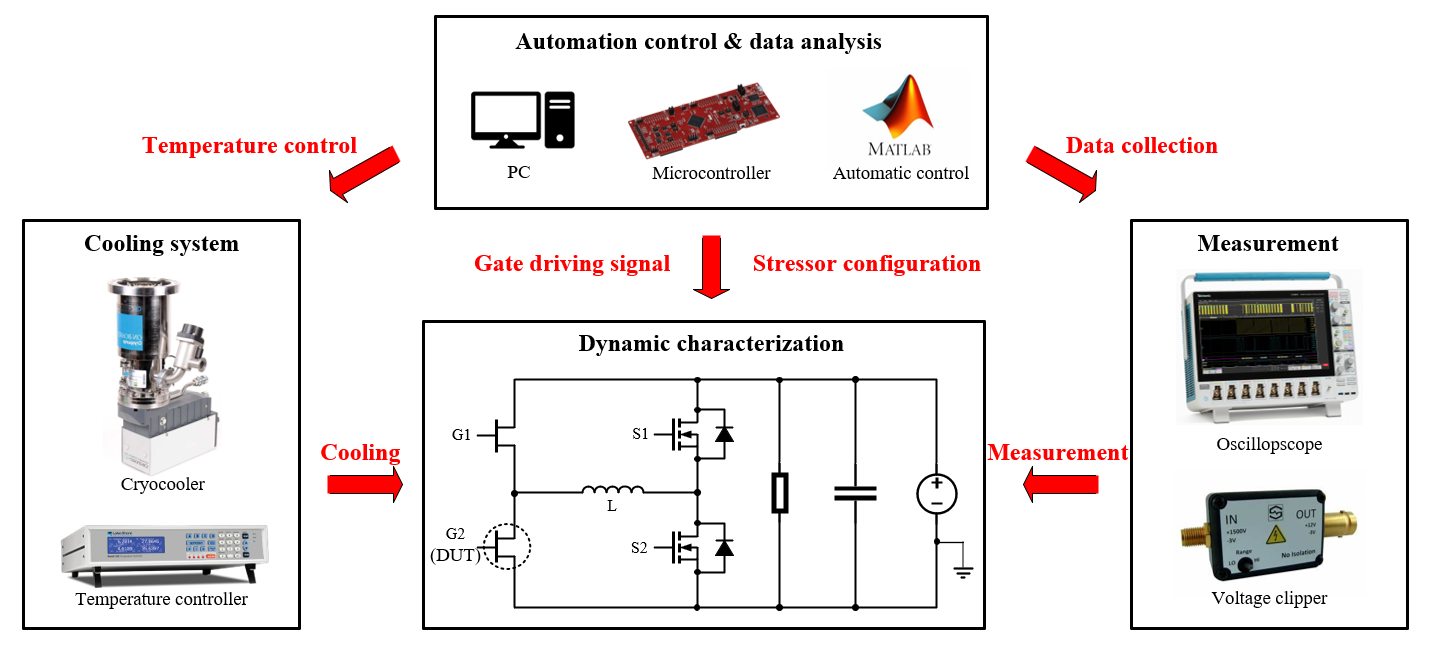 Automation control & data analysis
PC
Microcontroller
MATLAB
Automatic control
Temperature control
Data collection
Gate driving signal
Stressor configuration
Cooling system
Cryocooler
Temperature controller
Cooling
Dynamic characterization
G1
S1
L
G2
(DUT)
S2
Measurement
Measurement
Oscillopscope
IN
OUT
+1500V
-3V
+12V
-3V
Range
LO
HI
No Isolation
Voltage clipper